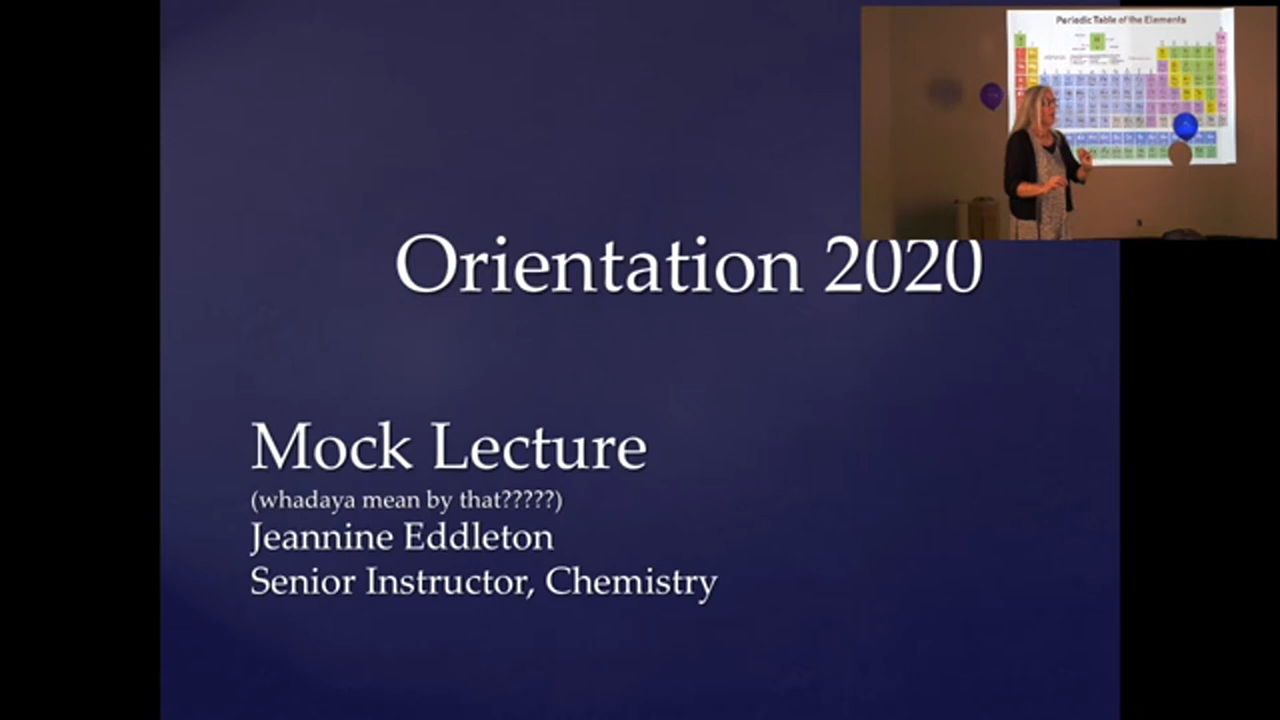 Periodic Table of the Elements
Orientation 2020
Mock Lecture
(whadaya mean by that?????)
Jeannine Eddleton
Senior Instructor, Chemistry